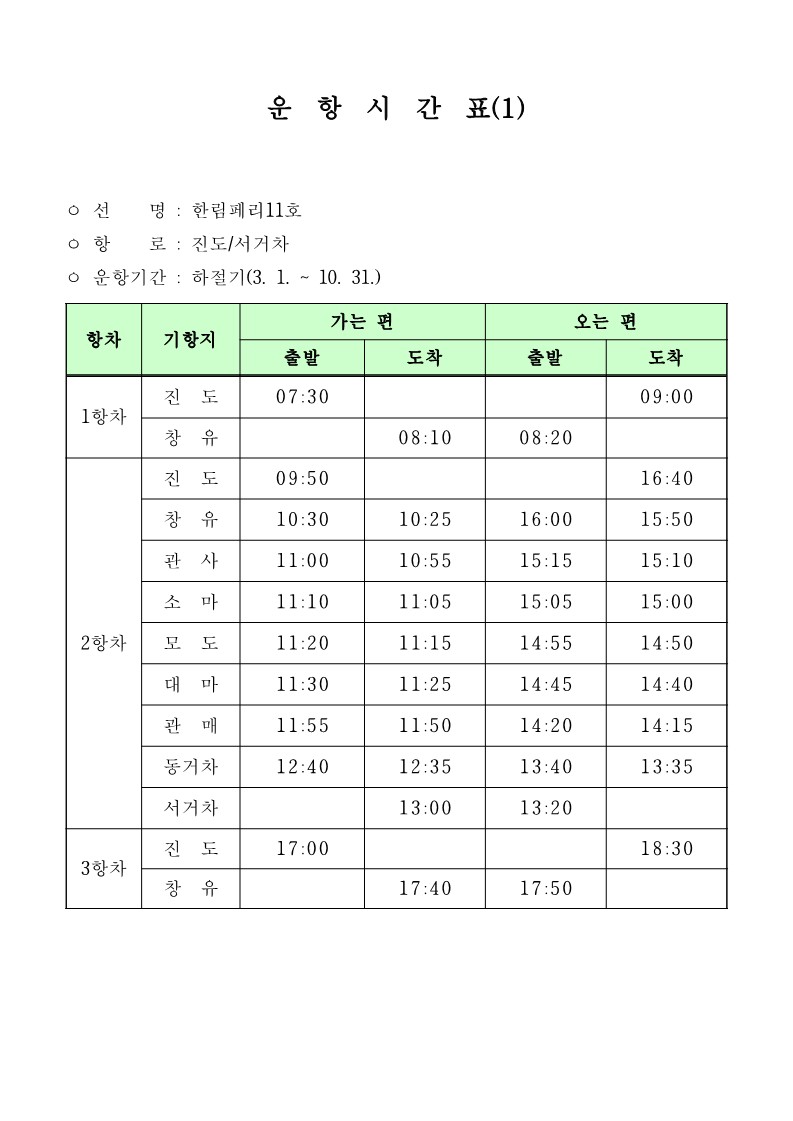 운 항 시 간 표(1)
ㅇ 선 명 : 한림페리11호
ㅇ 항 로 : 진도/서거차
ㅇ 운항기간 : 하절기(3. 1. ~ 10. 31.)
항차 기항지 가는 편 오는 편
출발 도착 출발 도착
1항차 진 도 07:30 09:00
창 유 08:10 08:20
2항차 진 도 09:50 16:40
창 유 10:30 10:25 16:00 15:50
관 사 11:00 10:55 15:15 15:10
소 마 11:10 11:05 15:05 15:00
모 도 11:20 11:15 14:55 14:50
대 마 11:30 11:25 14:45 14:40
관 매 11:55 11:50 14:20 14:15
동거차 12:40 12:35 13:40 13:35
서거차 13:00 13:20
3항차 진 도 17:00 18:30
창 유 17:40 17:50